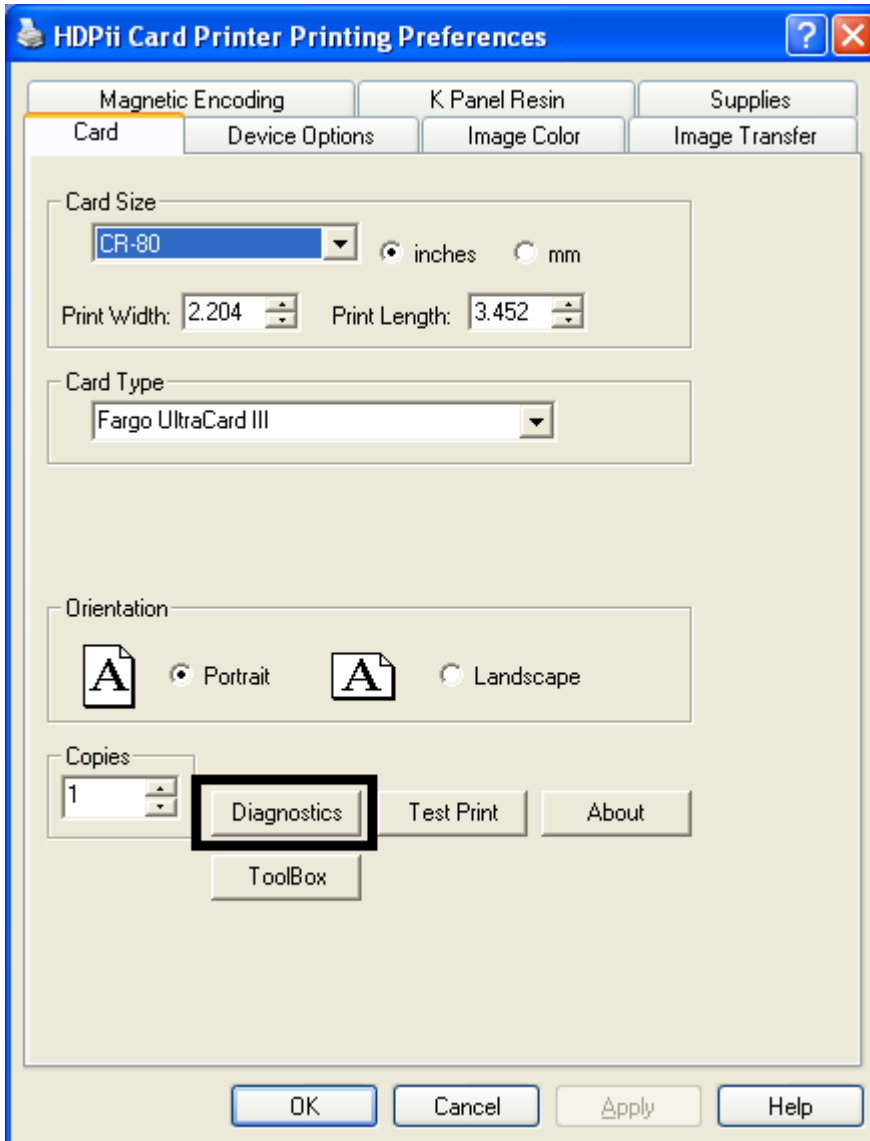 HDPii Card Printer Printing Preferences
Magnetic Encoding K Panel Resin Supplies
Card Device Options Image Color Image Transfer
Card Size
CR-80 inches mm
Print Width: 2.204 Print Length: 3.452
Card Type
Fargo UltraCard III
Orientation
A Portrait A Landscape
Copies
1 Diagnostics Test Print About
ToolBox
OK Cancel Apply Help